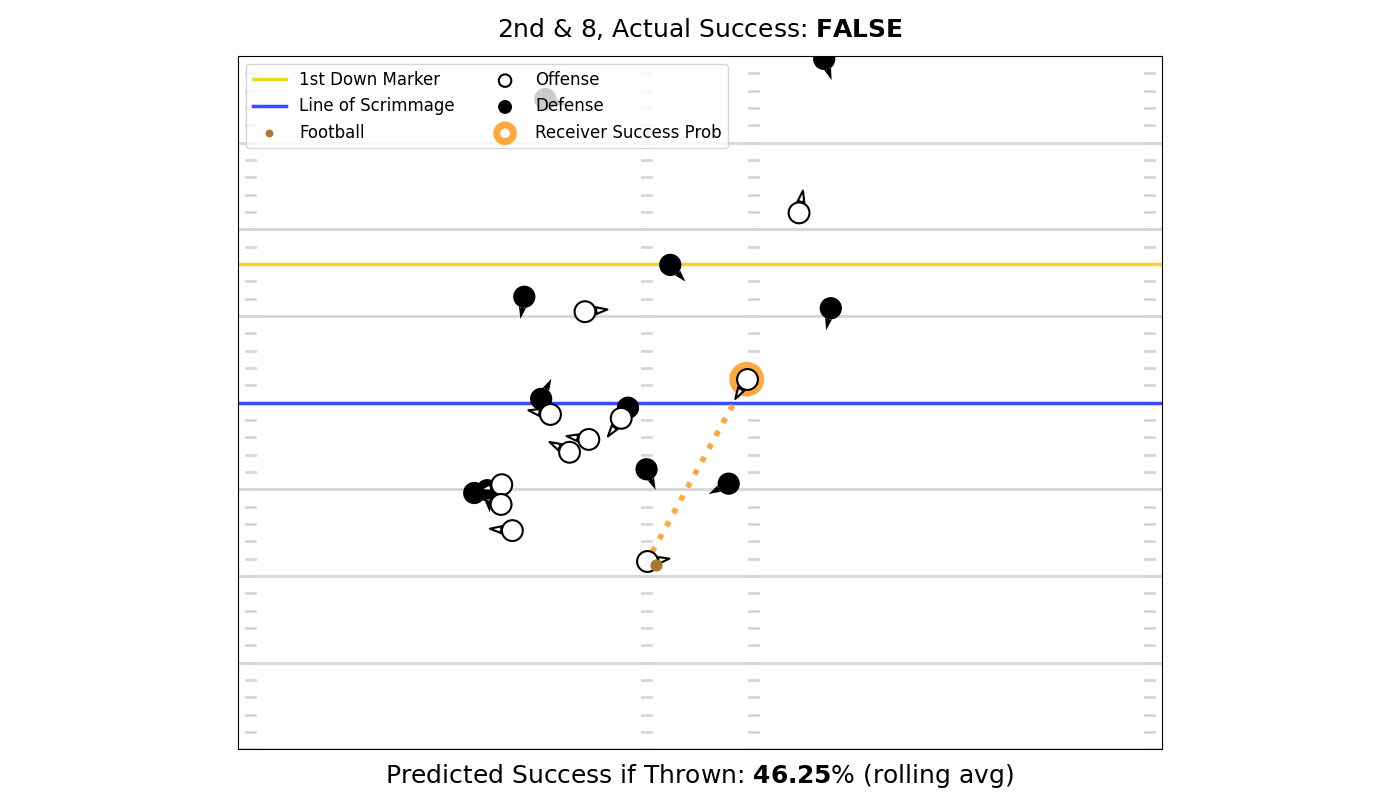 2nd & 8, Actual Success: FALSE
1st Down Marker
Line of Scrimmage
Football
Offense
Defense
Receiver Success Prob
Predicted Success if Thrown: 46.25% (rolling avg)